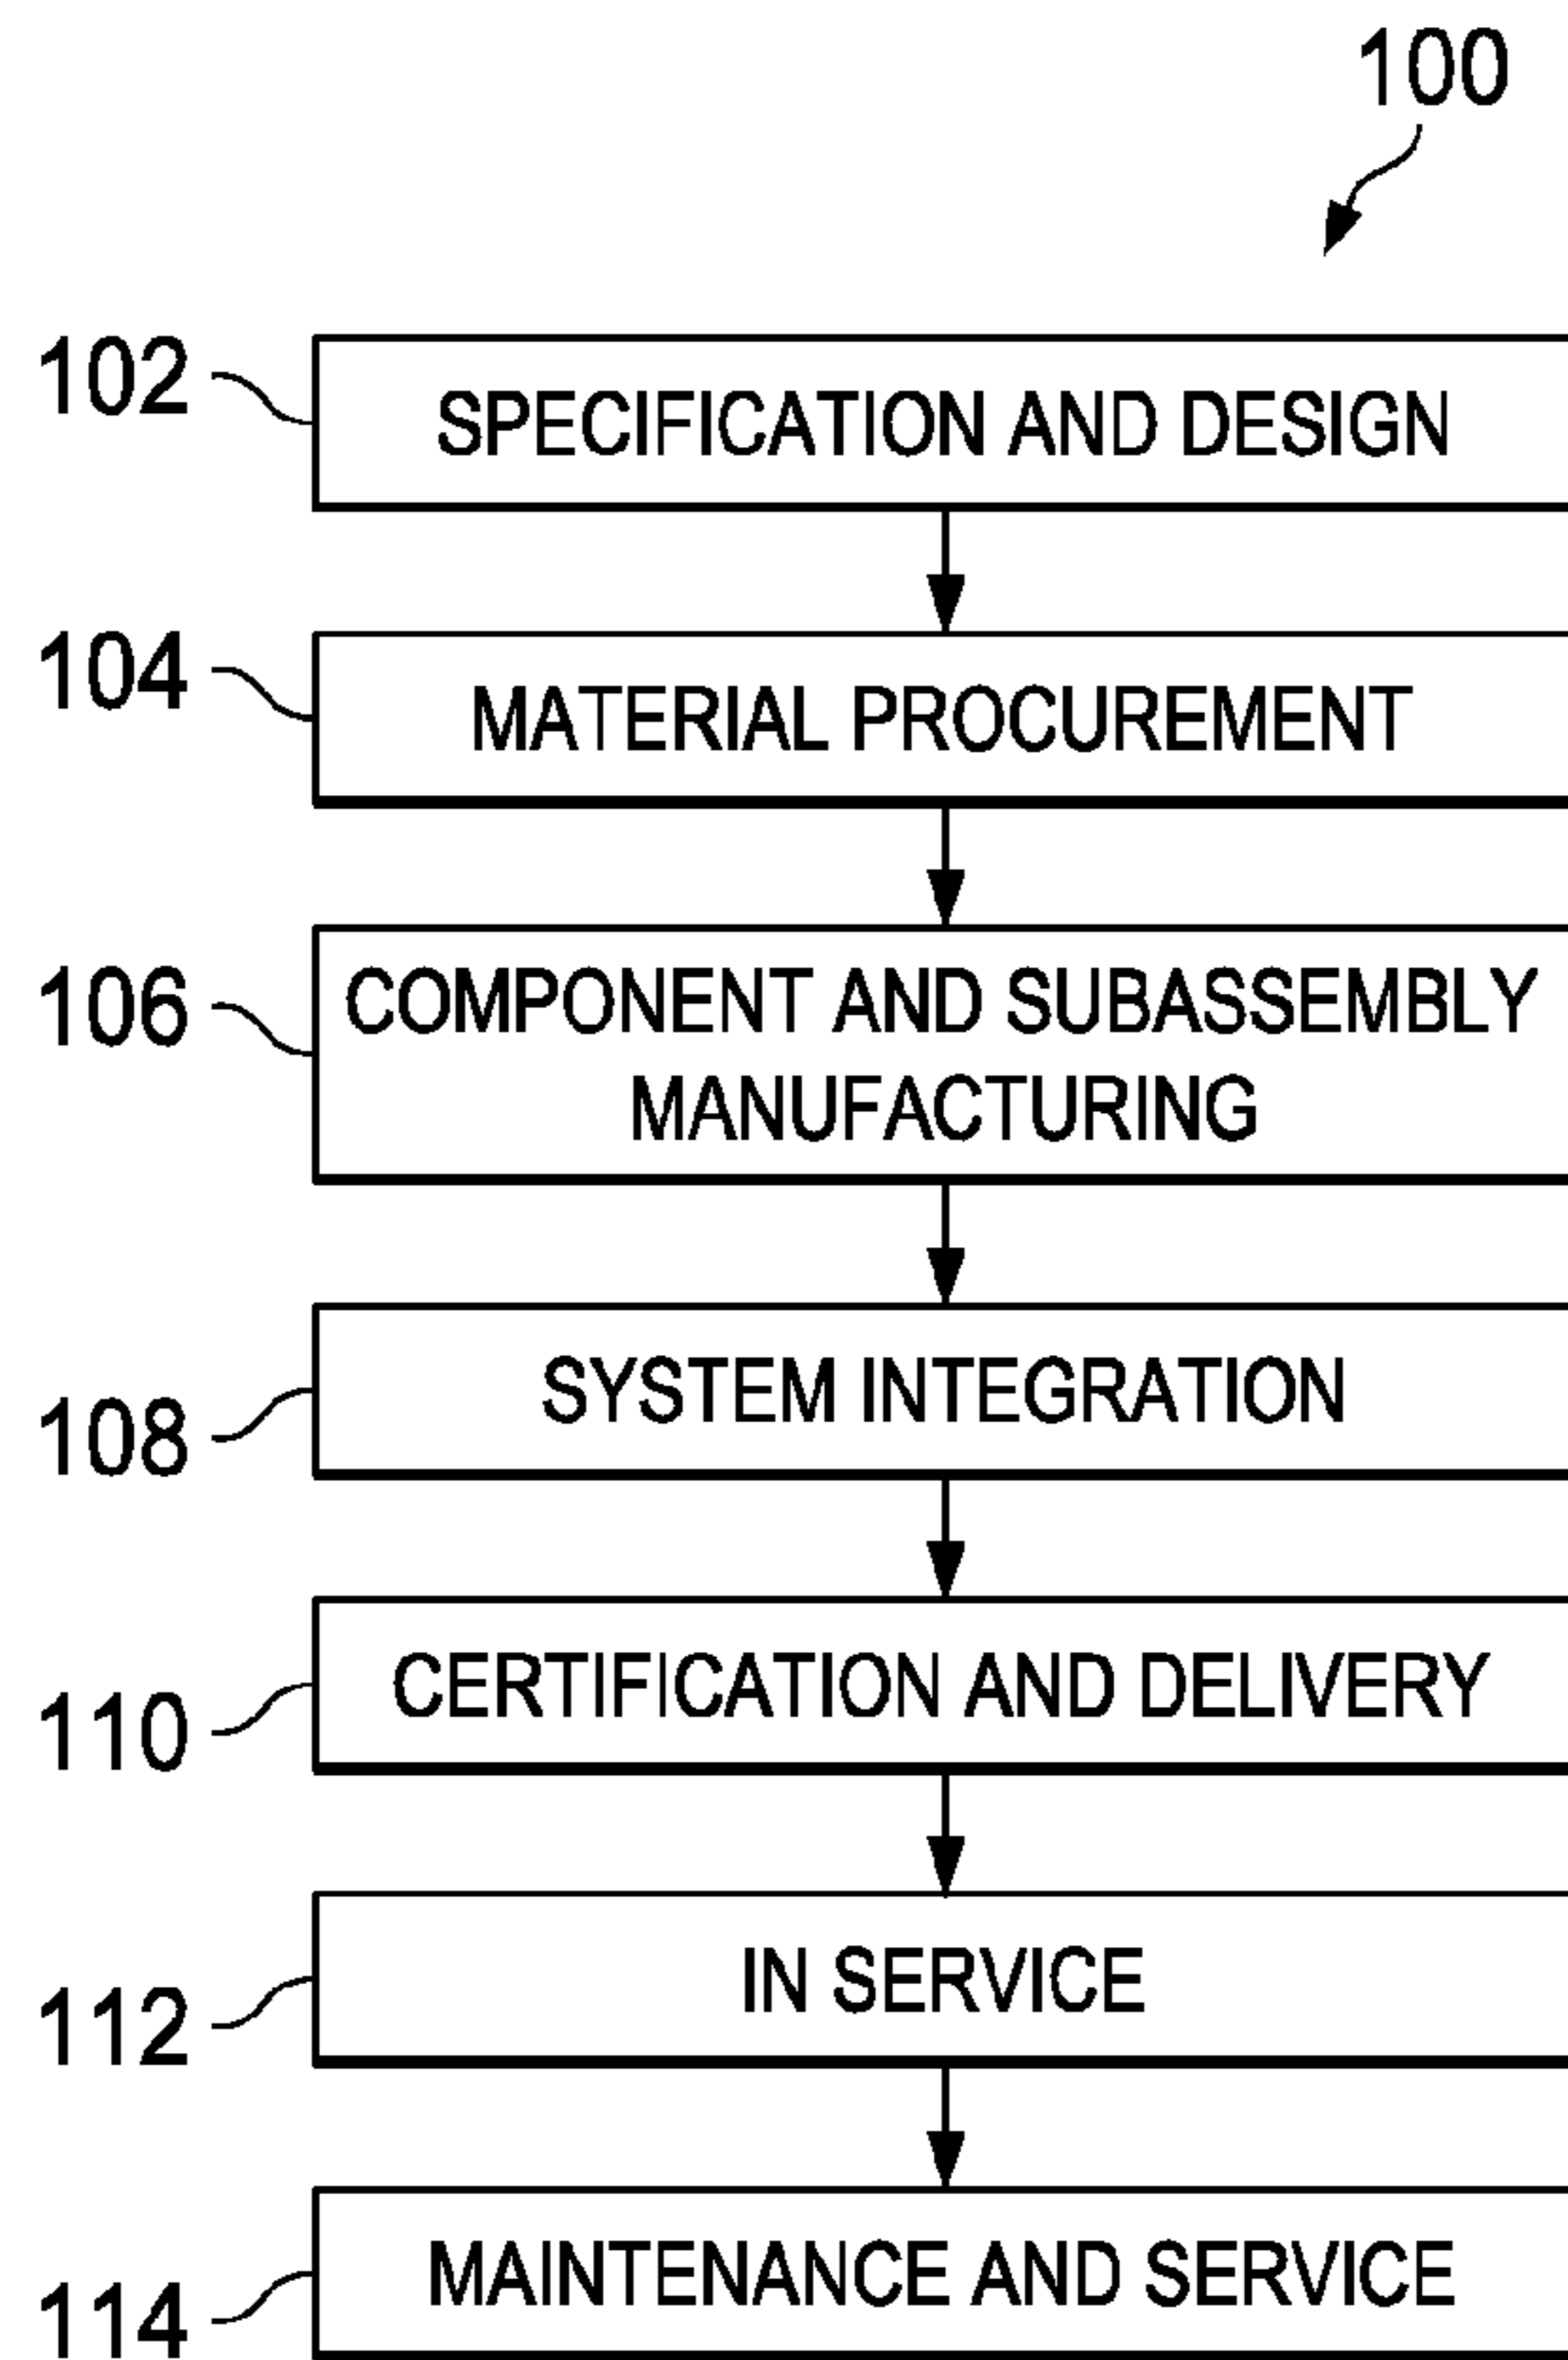 100
102
SPECIFICATION AND DESIGN
104
MATERIAL PROCUREMENT
106
COMPONENT AND SUBASSEMBLY
MANUFACTURING
108
SYSTEM INTEGRATION
110
CERTIFICATION AND DELIVERY
112
IN SERVICE
114
MAINTENANCE AND SERVICE